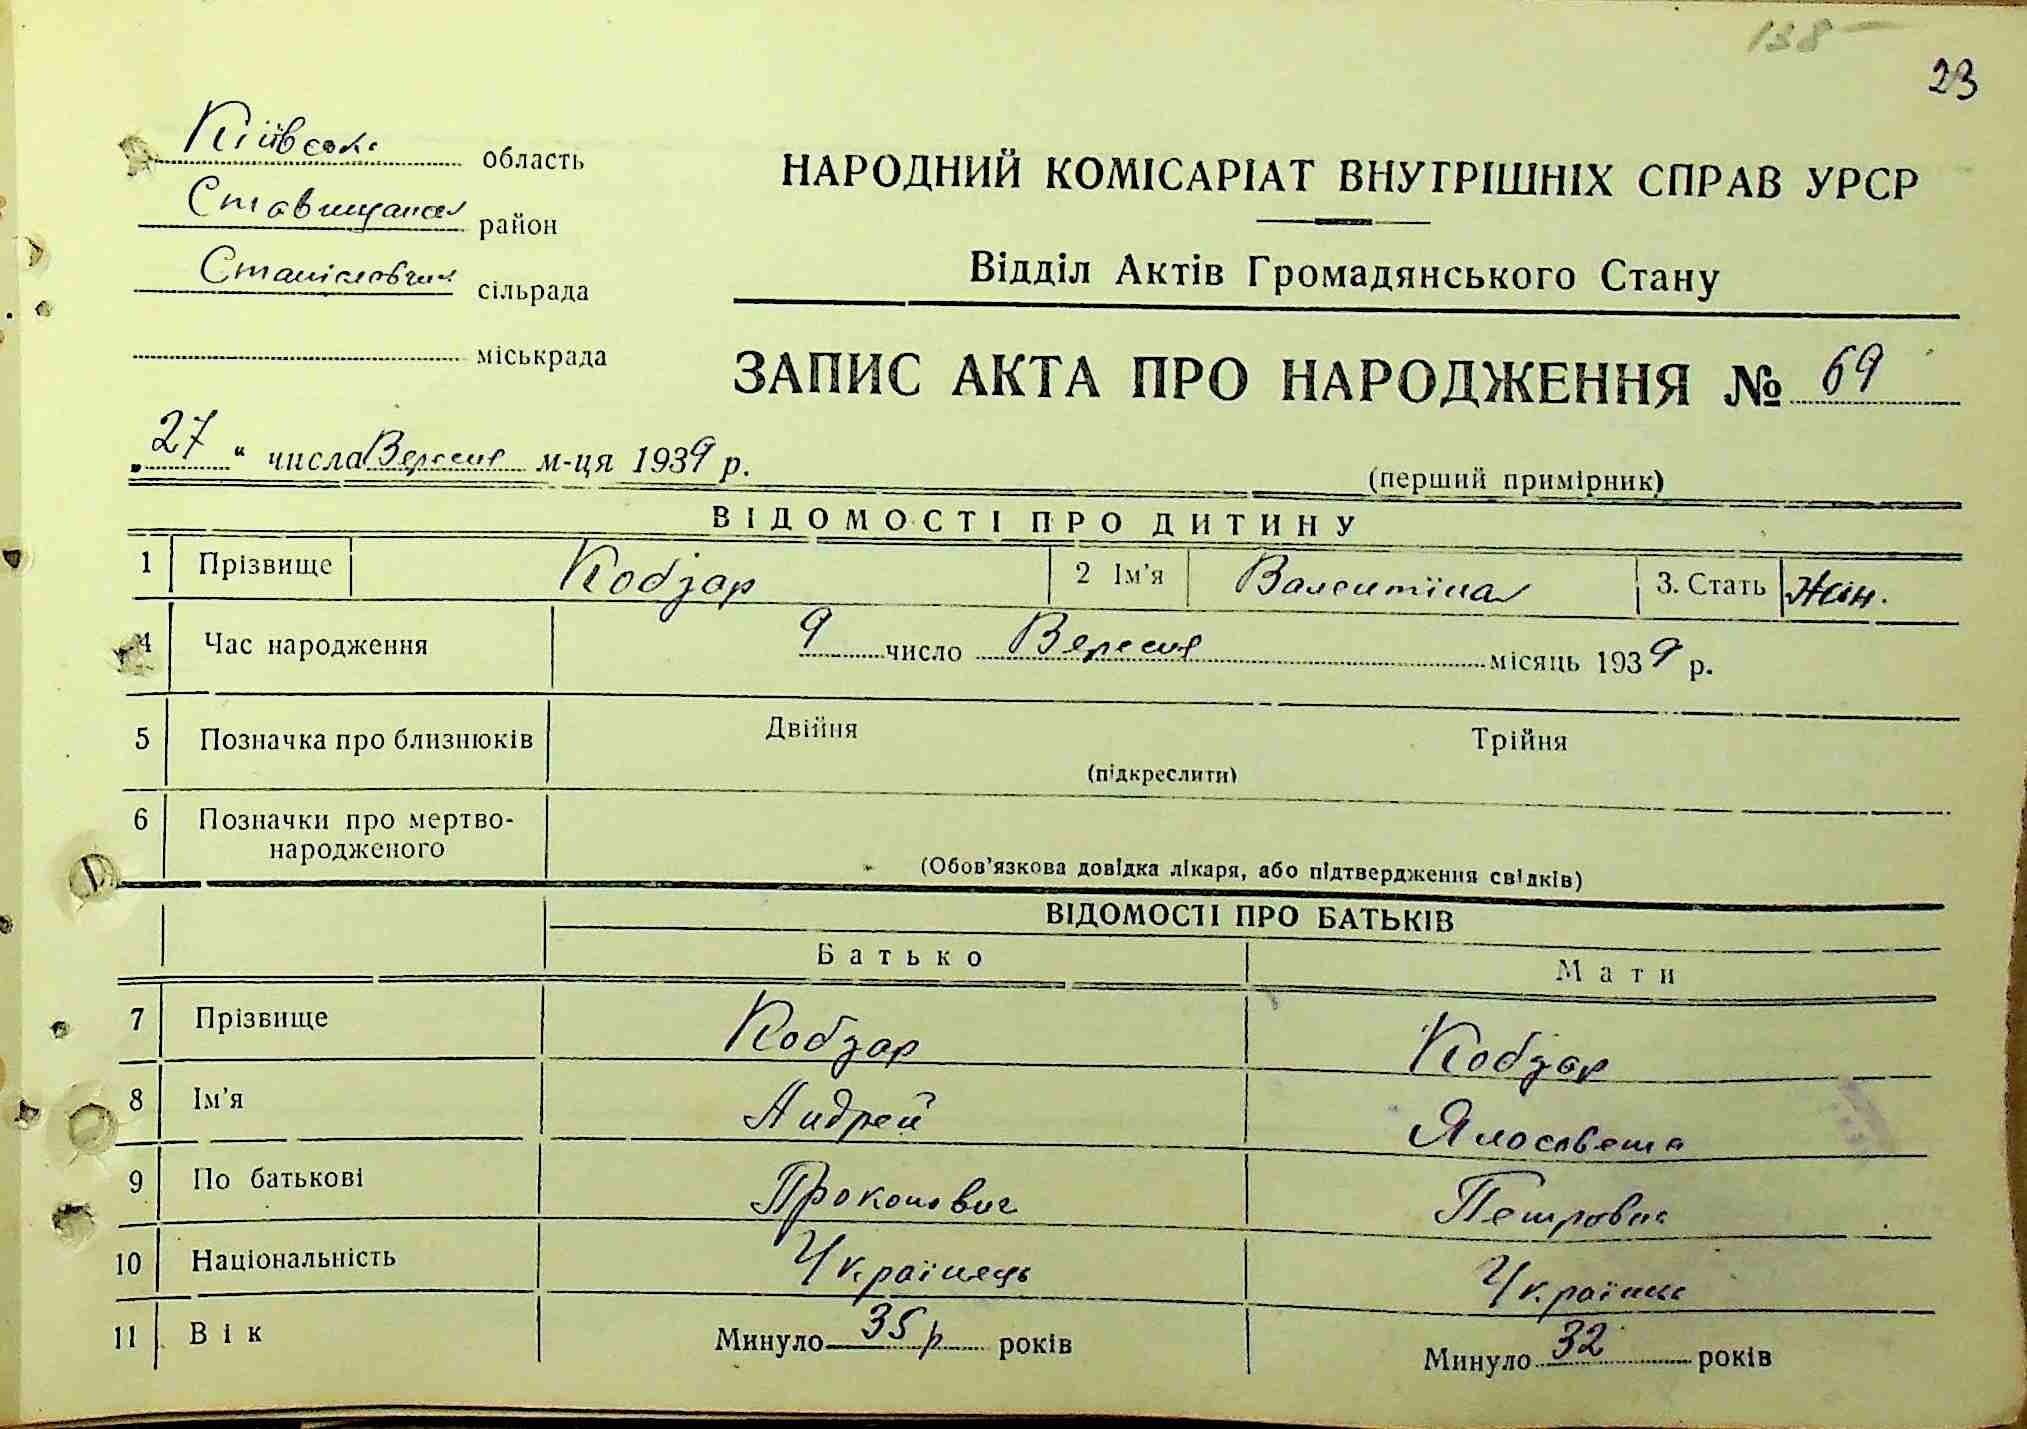 138
23
Київська область
Ставищанськ район
Станіславчик сільрада
міськрада
НАРОДНИЙ КОМІСАРІАТ ВНУТРІШНІХ СПРАВ УРСР
Відділ Актів Громадянського Стану
ЗАПИС АКТА ПРО НАРОДЖЕННЯ № 69
„27“ числа Вересня м-ця 1939 р.
(перший примірник)
ВІДОМОСТІ ПРО ДИТИНУ
1 Прізвище Кобзар 2 Ім'я Валентіна 3. Стать жін.
4 Час народження 9 число Вересня місяць 1939 р.
5 Позначка про близнюків Двійня Трійня
(підкреслити)
6 Позначки про мертво-
народженого
(Обов'язкова довідка лікаря, або підтвердження свідків)
ВІДОМОСТІ ПРО БАТЬКІВ
Батько Мати
7 Прізвище Кобзар Кобзар
8 Ім'я Андрей Ялосавета
9 По батькові Прокопович Петровна
10 Національність Українець Українка
11 Вік Минуло 35 р років Минуло 32 років